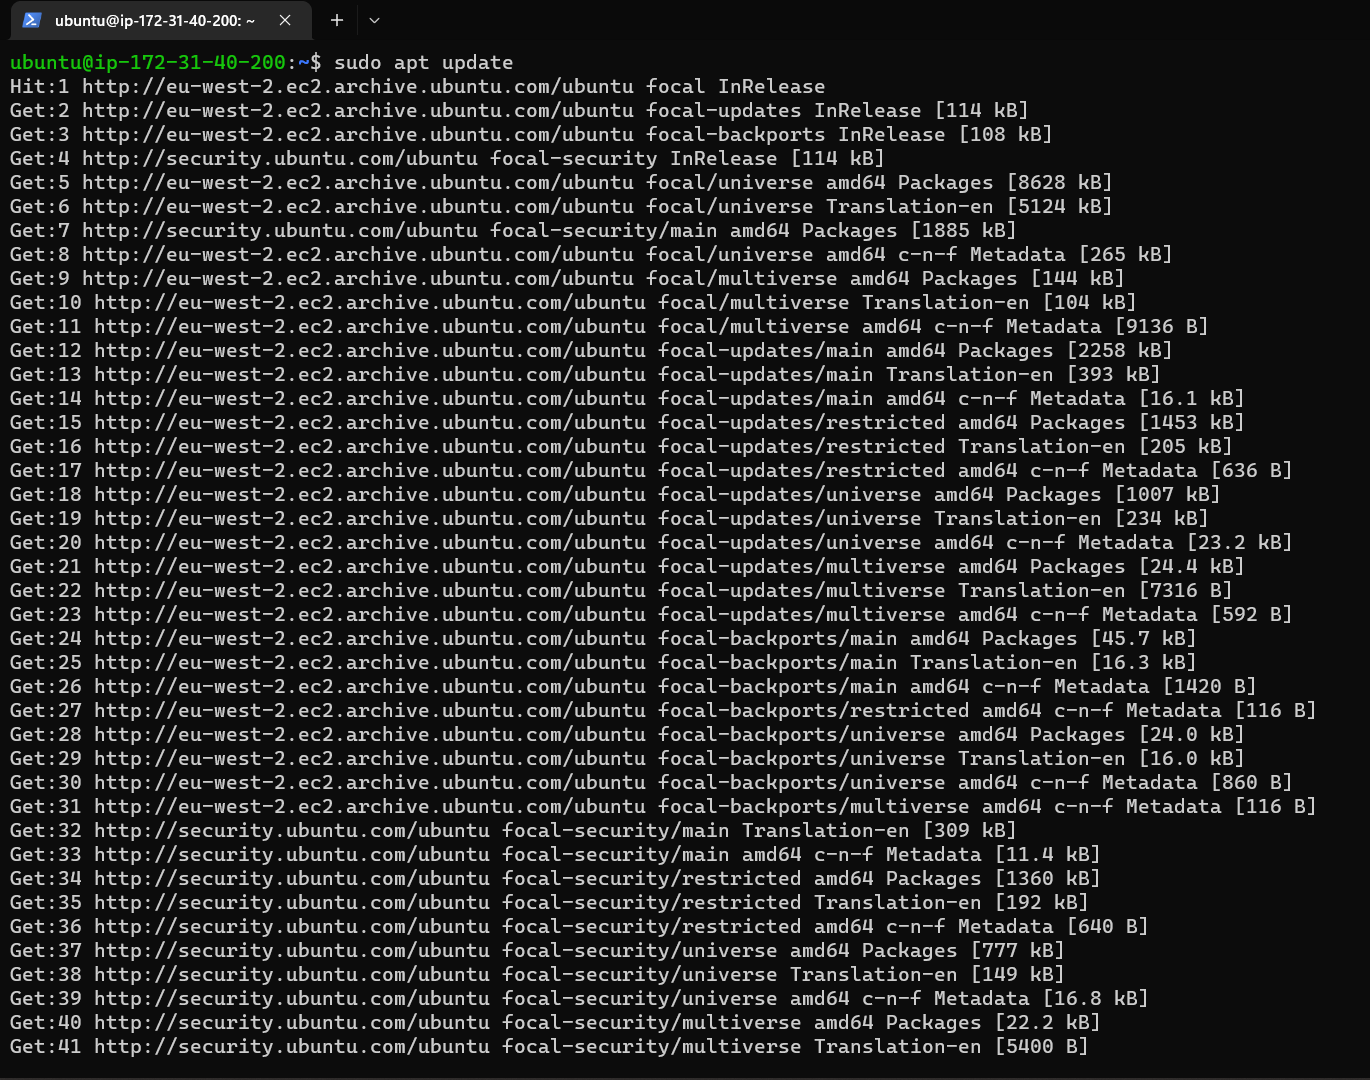 ubuntu@ip-172-31-40-200: ~
ubuntu@ip-172-31-40-200:~$ sudo apt update
Hit:1 http://eu-west-2.ec2.archive.ubuntu.com/ubuntu focal InRelease
Get:2 http://eu-west-2.ec2.archive.ubuntu.com/ubuntu focal-updates InRelease [114 kB]
Get:3 http://eu-west-2.ec2.archive.ubuntu.com/ubuntu focal-backports InRelease [108 kB]
Get:4 http://security.ubuntu.com/ubuntu focal-security InRelease [114 kB]
Get:5 http://eu-west-2.ec2.archive.ubuntu.com/ubuntu focal/universe amd64 Packages [8628 kB]
Get:6 http://eu-west-2.ec2.archive.ubuntu.com/ubuntu focal/universe Translation-en [5124 kB]
Get:7 http://security.ubuntu.com/ubuntu focal-security/main amd64 Packages [1885 kB]
Get:8 http://eu-west-2.ec2.archive.ubuntu.com/ubuntu focal/universe amd64 c-n-f Metadata [265 kB]
Get:9 http://eu-west-2.ec2.archive.ubuntu.com/ubuntu focal/multiverse amd64 Packages [144 kB]
Get:10 http://eu-west-2.ec2.archive.ubuntu.com/ubuntu focal/multiverse Translation-en [104 kB]
Get:11 http://eu-west-2.ec2.archive.ubuntu.com/ubuntu focal/multiverse amd64 c-n-f Metadata [9136 B]
Get:12 http://eu-west-2.ec2.archive.ubuntu.com/ubuntu focal-updates/main amd64 Packages [2258 kB]
Get:13 http://eu-west-2.ec2.archive.ubuntu.com/ubuntu focal-updates/main Translation-en [393 kB]
Get:14 http://eu-west-2.ec2.archive.ubuntu.com/ubuntu focal-updates/main amd64 c-n-f Metadata [16.1 kB]
Get:15 http://eu-west-2.ec2.archive.ubuntu.com/ubuntu focal-updates/restricted amd64 Packages [1453 kB]
Get:16 http://eu-west-2.ec2.archive.ubuntu.com/ubuntu focal-updates/restricted Translation-en [205 kB]
Get:17 http://eu-west-2.ec2.archive.ubuntu.com/ubuntu focal-updates/restricted amd64 c-n-f Metadata [636 B]
Get:18 http://eu-west-2.ec2.archive.ubuntu.com/ubuntu focal-updates/universe amd64 Packages [1007 kB]
Get:19 http://eu-west-2.ec2.archive.ubuntu.com/ubuntu focal-updates/universe Translation-en [234 kB]
Get:20 http://eu-west-2.ec2.archive.ubuntu.com/ubuntu focal-updates/universe amd64 c-n-f Metadata [23.2 kB]
Get:21 http://eu-west-2.ec2.archive.ubuntu.com/ubuntu focal-updates/multiverse amd64 Packages [24.4 kB]
Get:22 http://eu-west-2.ec2.archive.ubuntu.com/ubuntu focal-updates/multiverse Translation-en [7316 B]
Get:23 http://eu-west-2.ec2.archive.ubuntu.com/ubuntu focal-updates/multiverse amd64 c-n-f Metadata [592 B]
Get:24 http://eu-west-2.ec2.archive.ubuntu.com/ubuntu focal-backports/main amd64 Packages [45.7 kB]
Get:25 http://eu-west-2.ec2.archive.ubuntu.com/ubuntu focal-backports/main Translation-en [16.3 kB]
Get:26 http://eu-west-2.ec2.archive.ubuntu.com/ubuntu focal-backports/main amd64 c-n-f Metadata [1420 B]
Get:27 http://eu-west-2.ec2.archive.ubuntu.com/ubuntu focal-backports/restricted amd64 c-n-f Metadata [116 B]
Get:28 http://eu-west-2.ec2.archive.ubuntu.com/ubuntu focal-backports/universe amd64 Packages [24.0 kB]
Get:29 http://eu-west-2.ec2.archive.ubuntu.com/ubuntu focal-backports/universe Translation-en [16.0 kB]
Get:30 http://eu-west-2.ec2.archive.ubuntu.com/ubuntu focal-backports/universe amd64 c-n-f Metadata [860 B]
Get:31 http://eu-west-2.ec2.archive.ubuntu.com/ubuntu focal-backports/multiverse amd64 c-n-f Metadata [116 B]
Get:32 http://security.ubuntu.com/ubuntu focal-security/main Translation-en [309 kB]
Get:33 http://security.ubuntu.com/ubuntu focal-security/main amd64 c-n-f Metadata [11.4 kB]
Get:34 http://security.ubuntu.com/ubuntu focal-security/restricted amd64 Packages [1360 kB]
Get:35 http://security.ubuntu.com/ubuntu focal-security/restricted Translation-en [192 kB]
Get:36 http://security.ubuntu.com/ubuntu focal-security/restricted amd64 c-n-f Metadata [640 B]
Get:37 http://security.ubuntu.com/ubuntu focal-security/universe amd64 Packages [777 kB]
Get:38 http://security.ubuntu.com/ubuntu focal-security/universe Translation-en [149 kB]
Get:39 http://security.ubuntu.com/ubuntu focal-security/universe amd64 c-n-f Metadata [16.8 kB]
Get:40 http://security.ubuntu.com/ubuntu focal-security/multiverse amd64 Packages [22.2 kB]
Get:41 http://security.ubuntu.com/ubuntu focal-security/multiverse Translation-en [5400 B]